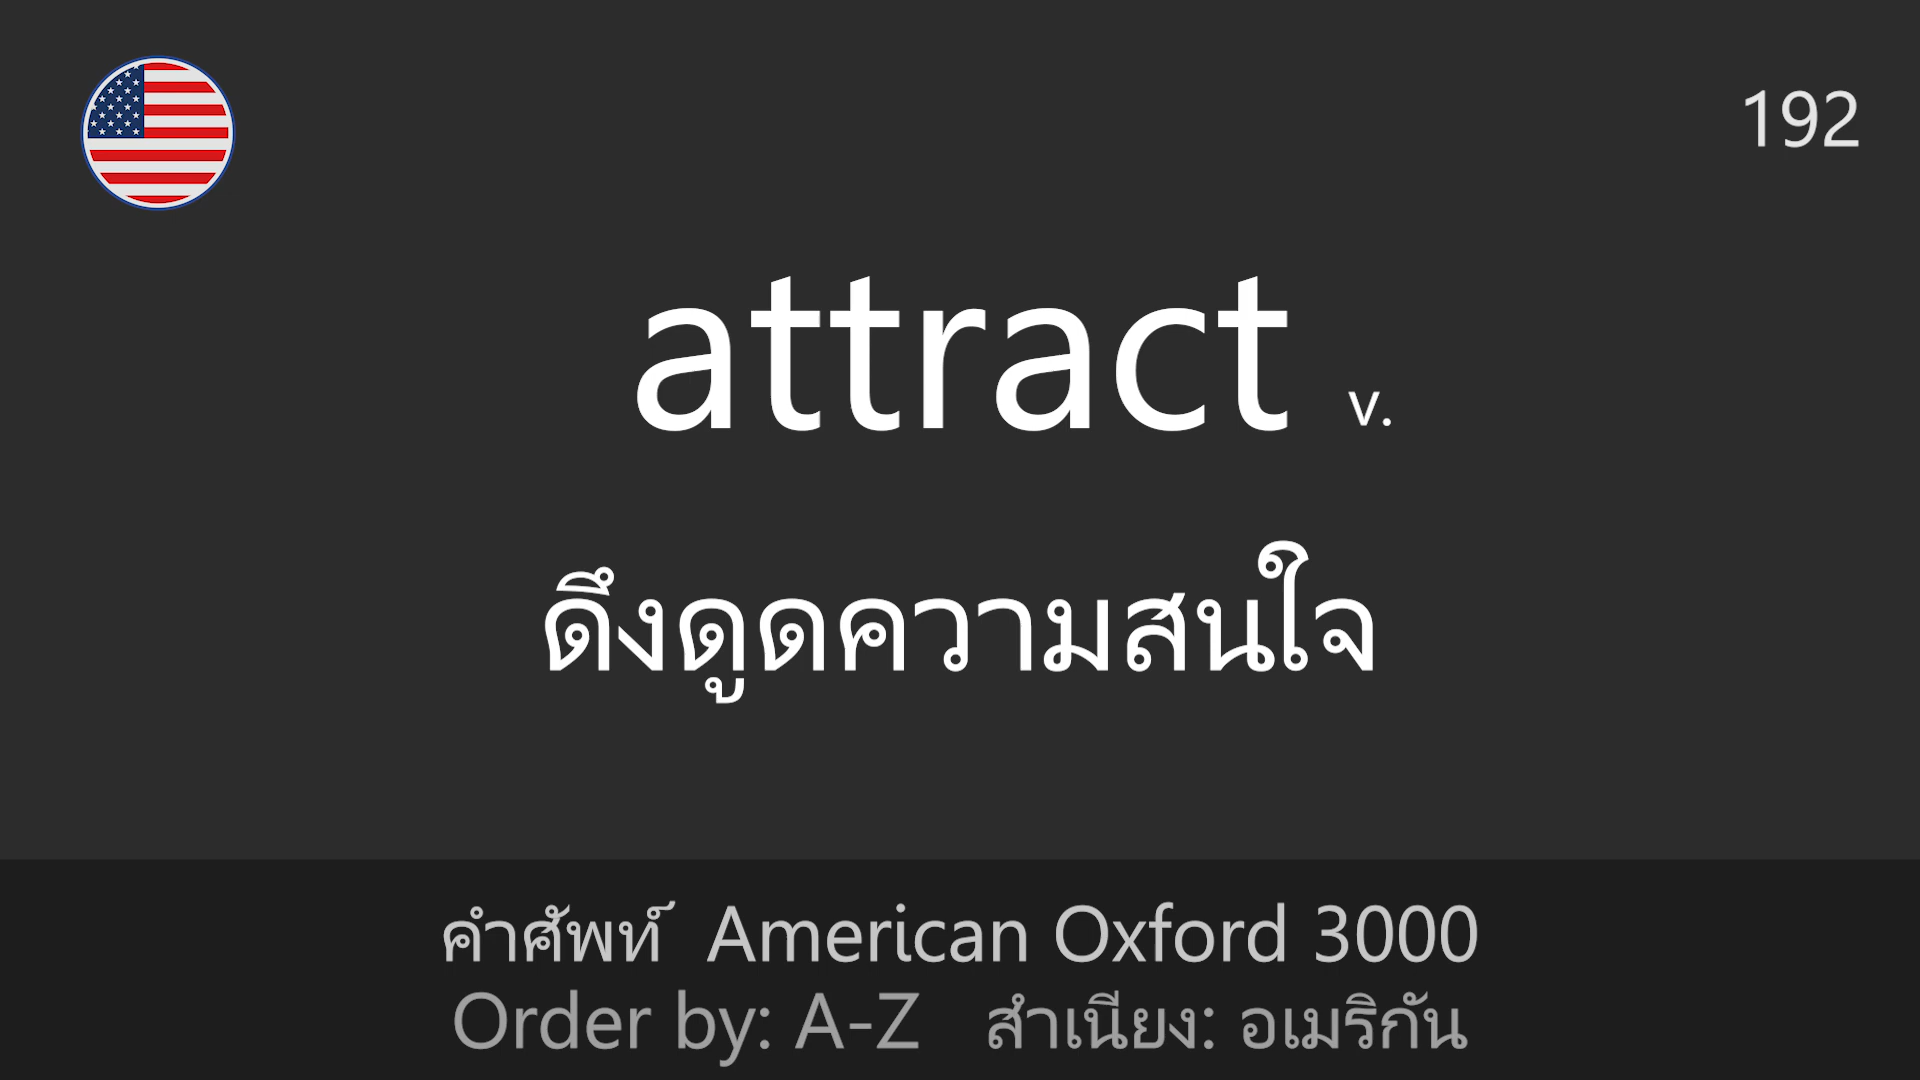 192
attract v.
ดึงดูดความสนใจ
คำศัพท์ American Oxford 3000
Order by: A-Z สำเนียง: อเมริกัน